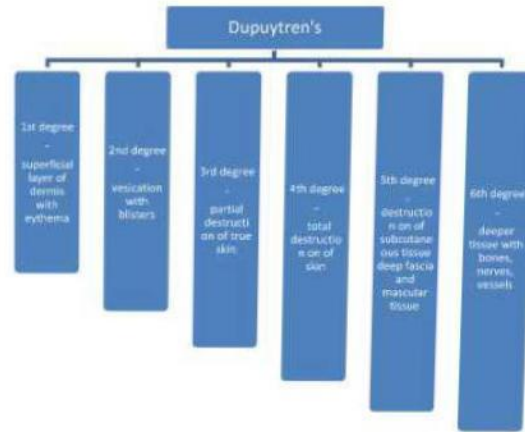 Dupuytren's
1st degree
–
superficial
layer of
dermis
with
eythema
2nd degree
–
vesication
with
blisters
3rd degree
-
partial
destructi
on of true
skin
4th degree
–
total
destructio
n on of
skin
5th degree
–
destructio
n on of
subcutane
ous tissue
deep fascia
and
mascular
tissue
6th degree
–
deeper
tissue with
bones,
nerves,
vessels